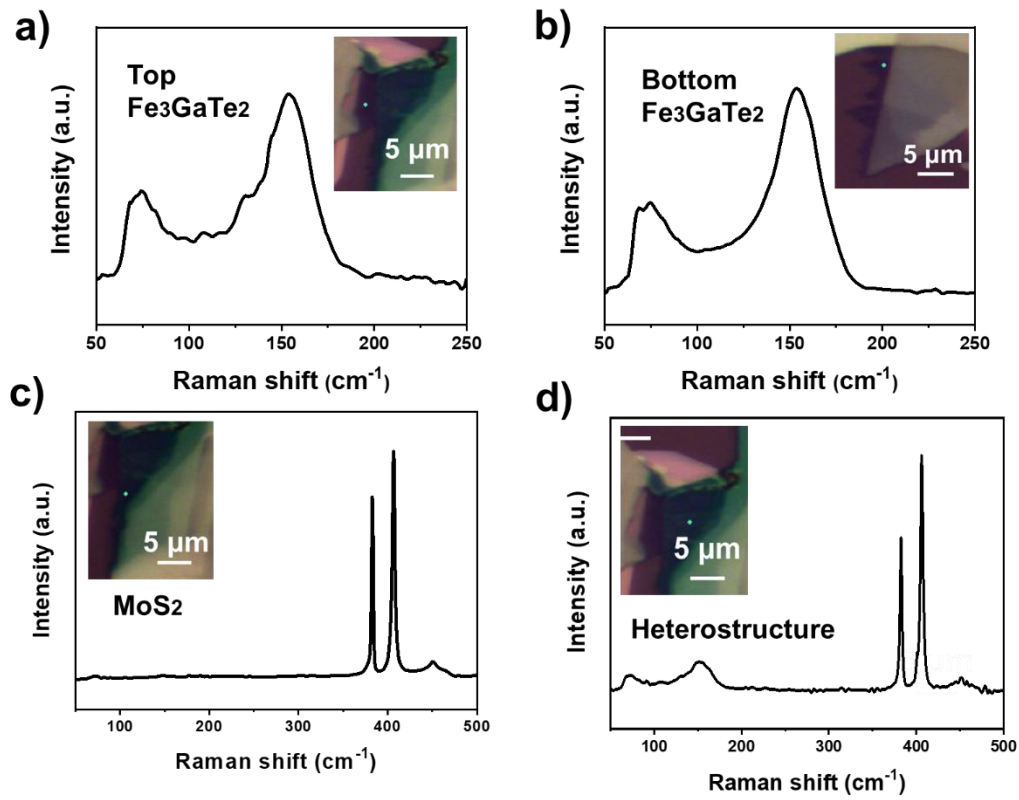 a)
Top
Fe3GaTe2
5 μm
Intensity (a.u.)
50 100 150 200 250
Raman shift (cm-1)
b)
Bottom
Fe3GaTe2
5 μm
Intensity (a.u.)
50 100 150 200 250
Raman shift (cm-1)
c)
5 μm
MoS2
Intensity (a.u.)
100 200 300 400 500
Raman shift (cm-1)
d)
5 μm
Heterostructure
Intensity (a.u.)
100 200 300 400 500
Raman shift (cm-1)